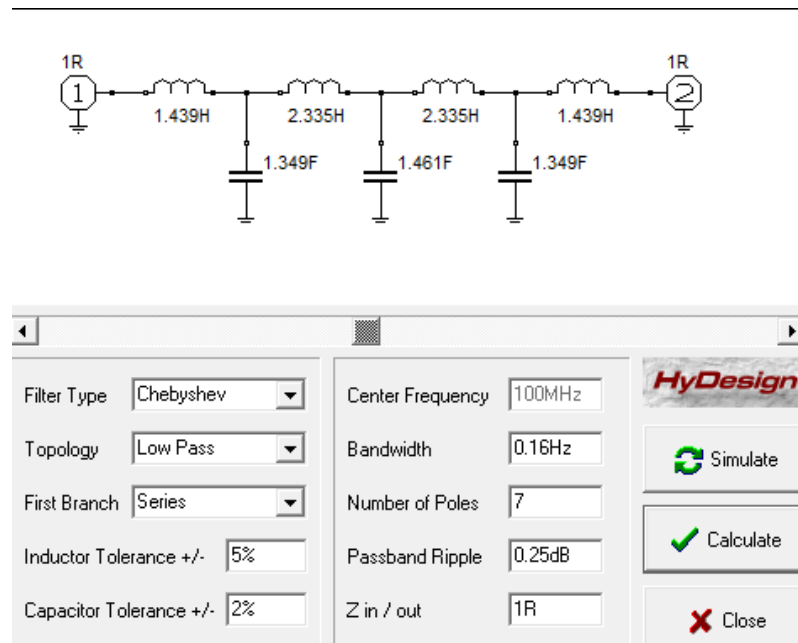 1R 1R
1 2
1.439H 2.335H 2.335H 1.439H
1.349F 1.461F 1.349F
Filter Type Chebyshev Center Frequency 100MHz HyDesign
Topology Low Pass Bandwidth 0.16Hz Simulate
First Branch Series Number of Poles 7
Inductor Tolerance +/- 5% Passband Ripple 0.25dB Calculate
Capacitor Tolerance +/- 2% Z in / out 1R Close